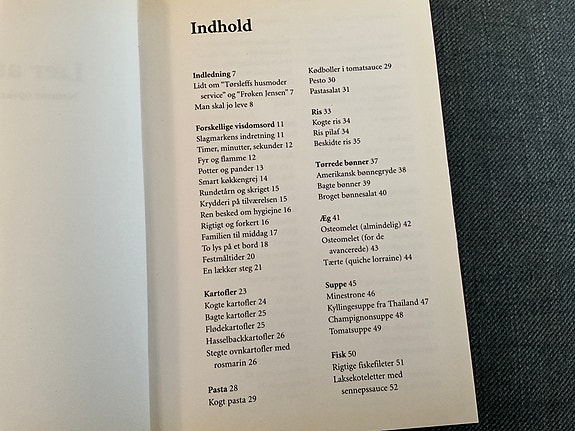 Indhold
Indledning 7
Lidt om "Tørsleffs husmoder
service" og "Frøken Jensen" 7
Man skal jo leve 8
Forskellige visdomsord 11
Slagmarkens indretning 11
Timer, minutter, sekunder 12
Fyr og flamme 12
Potter og pander 13
Smart køkkengrej 14
Rundetårn og skriget 15
Krydderi på tilværelsen 15
Ren besked om hygiejne 16
Rigtigt og forkert 16
Familien til middag 17
To lys på et bord 18
Festmåltider 20
En lækker steg 21
Kartofler 23
Kogte kartofler 24
Bagte kartofler 25
Flødekartofler 25
Hasselbackkartofler 26
Stegte ovnkartofler med
rosmarin 26
Pasta 28
Kogt pasta 29
Kødboller i tomatsauce 29
Pesto 30
Pastasalat 31
Ris 33
Kogte ris 34
Ris pilaf 34
Beskidte ris 35
Tørrede bønner 37
Amerikansk bønnegryde 38
Bagte bønner 39
Broget bønnesalat 40
Æg 41
Osteomelet (almindelig) 42
Osteomelet (for de
avancerede) 43
Tærte (quiche lorraine) 44
Suppe 45
Minestrone 46
Kyllingesuppe fra Thailand 47
Champignonsuppe 48
Tomatsuppe 49
Fisk 50
Rigtige fiskefileter 51
Laksekoteletter med
sennepssauce 52